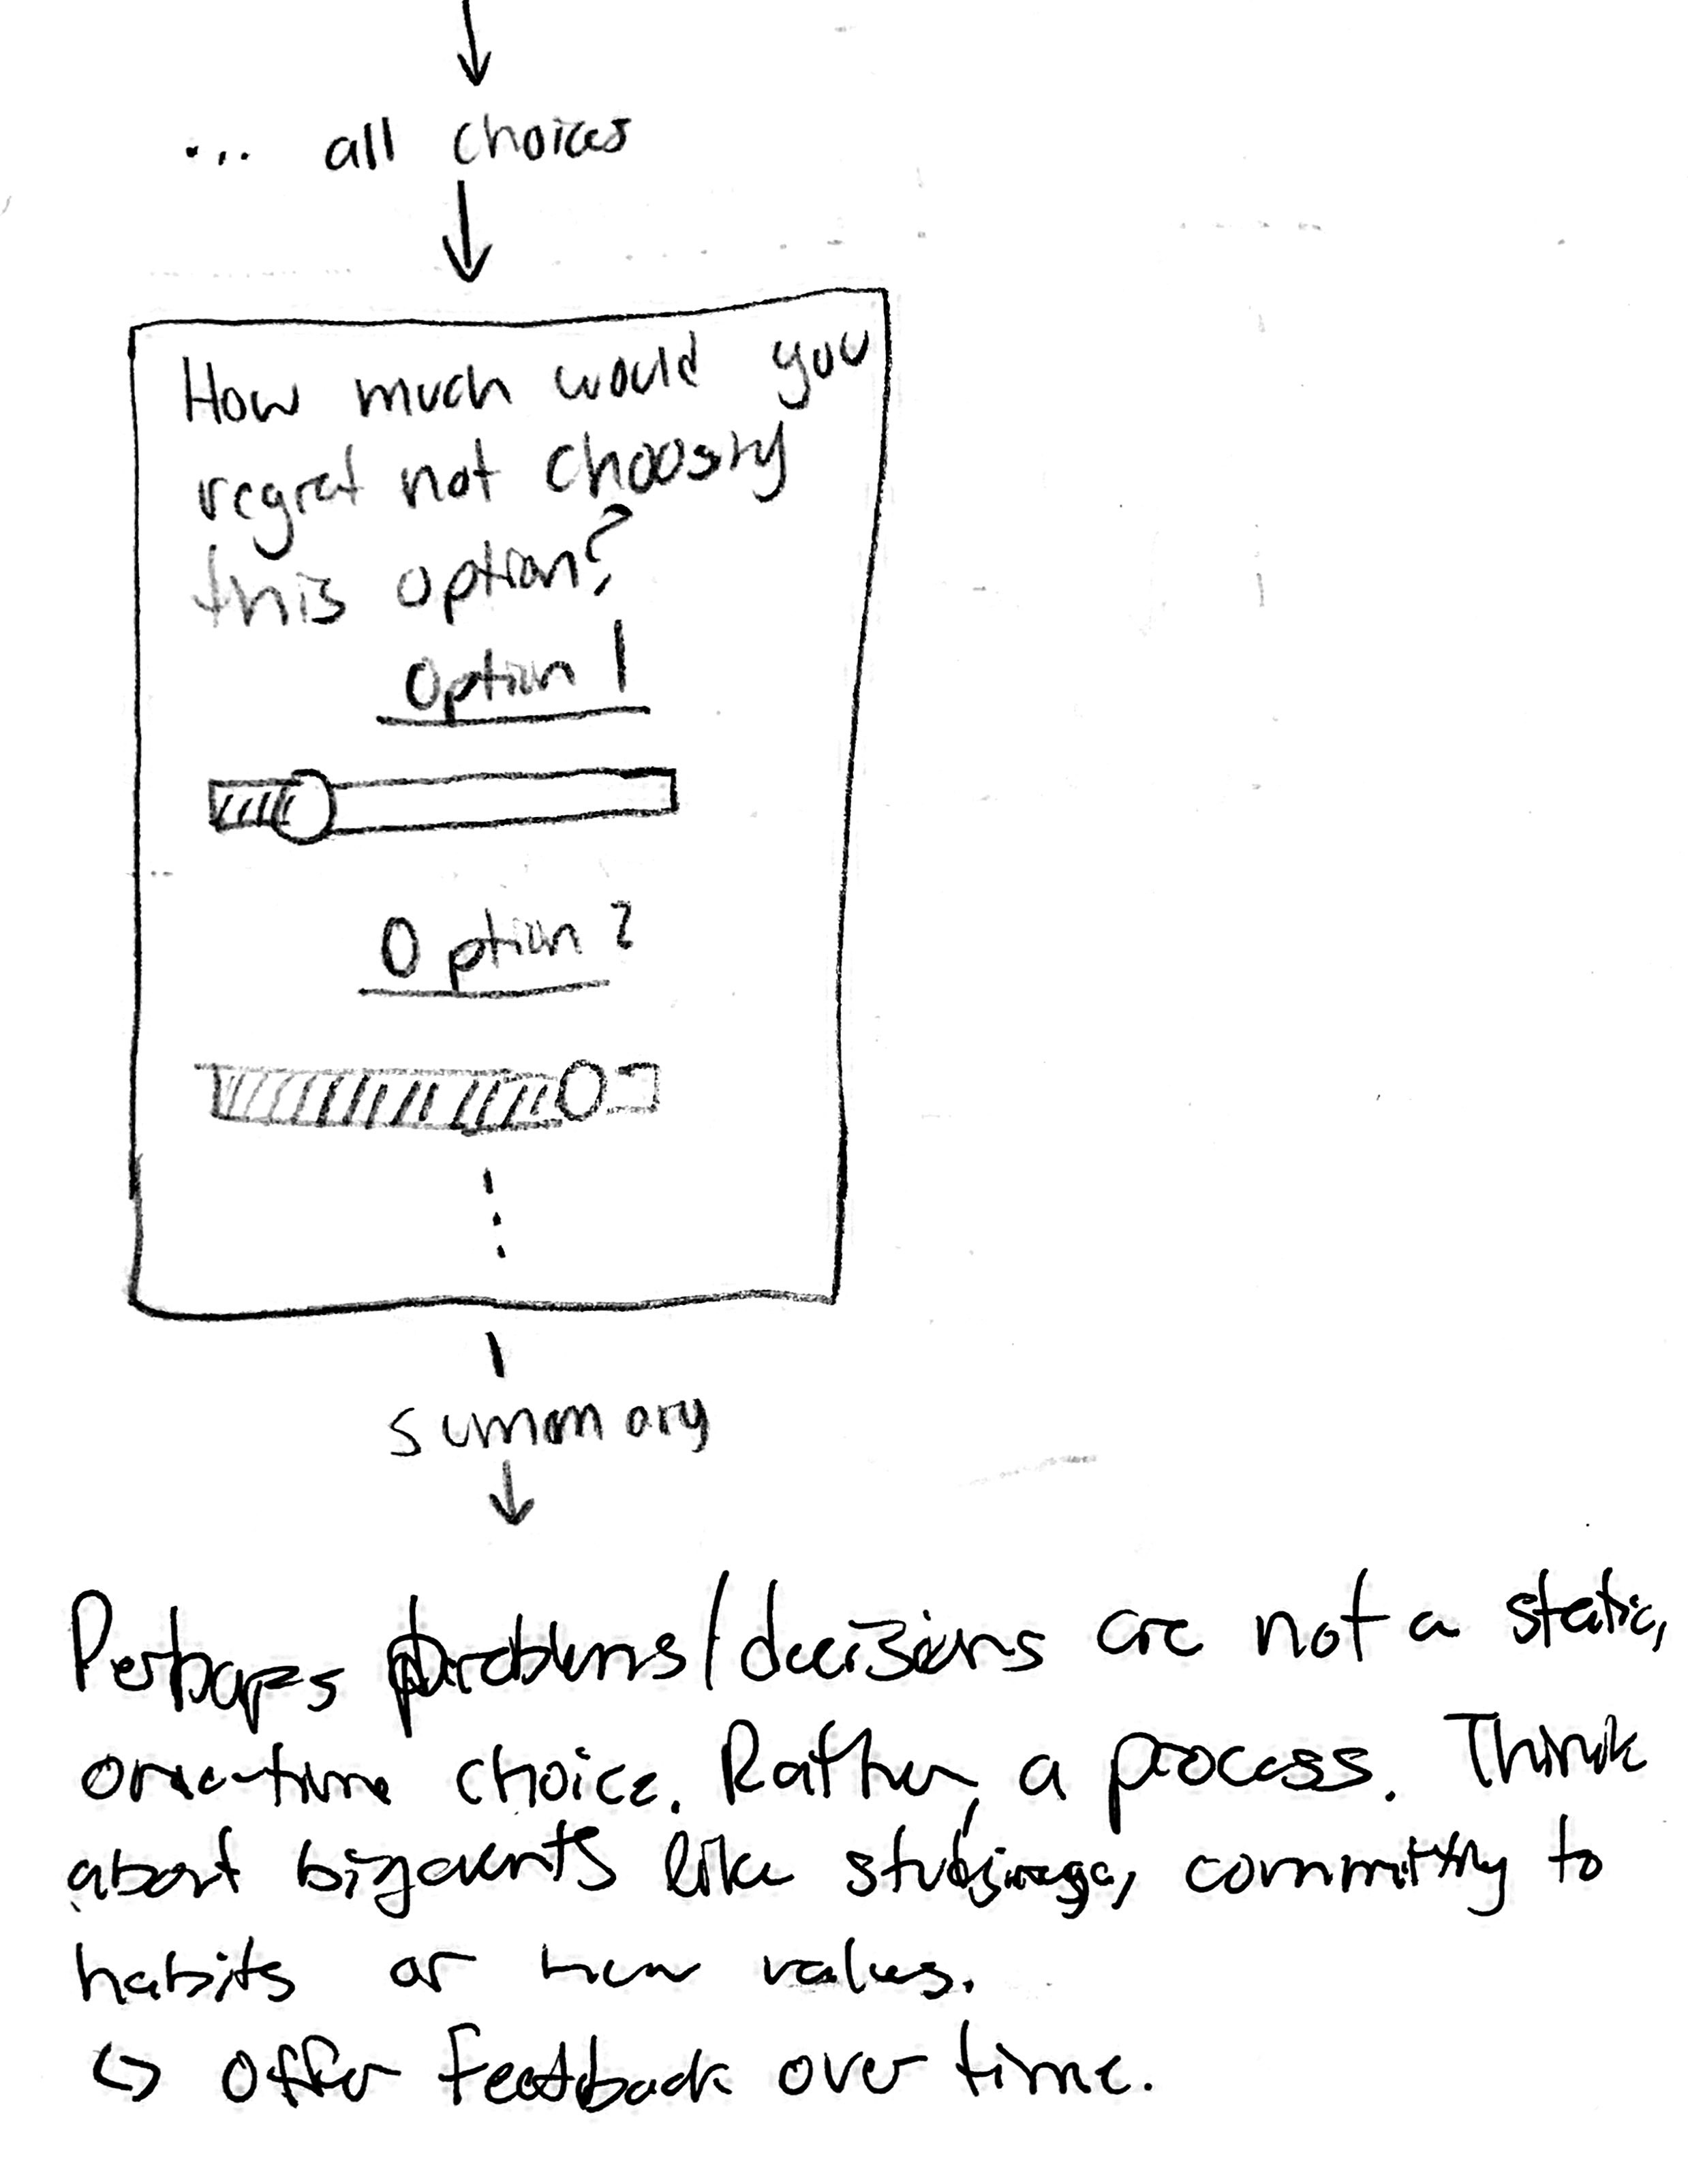 ... all choices
How much would you
regret not choosing
this option?
Option 1
Option 2
summary
Perhaps problems/decisions are not a static,
one-time choice. Rather, a process. Think
about big events like, committing to
habits or new values.
↳ Offer feedback over time.